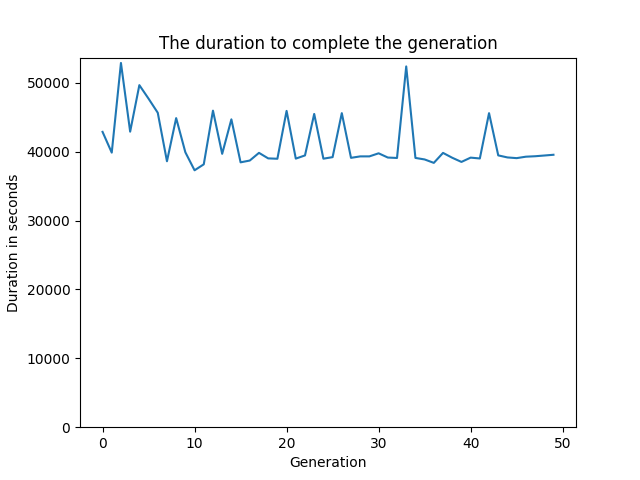 The duration to complete the generation
Duration in seconds
50000
40000
30000
20000
10000
0
0 10 20 30 40 50
Generation